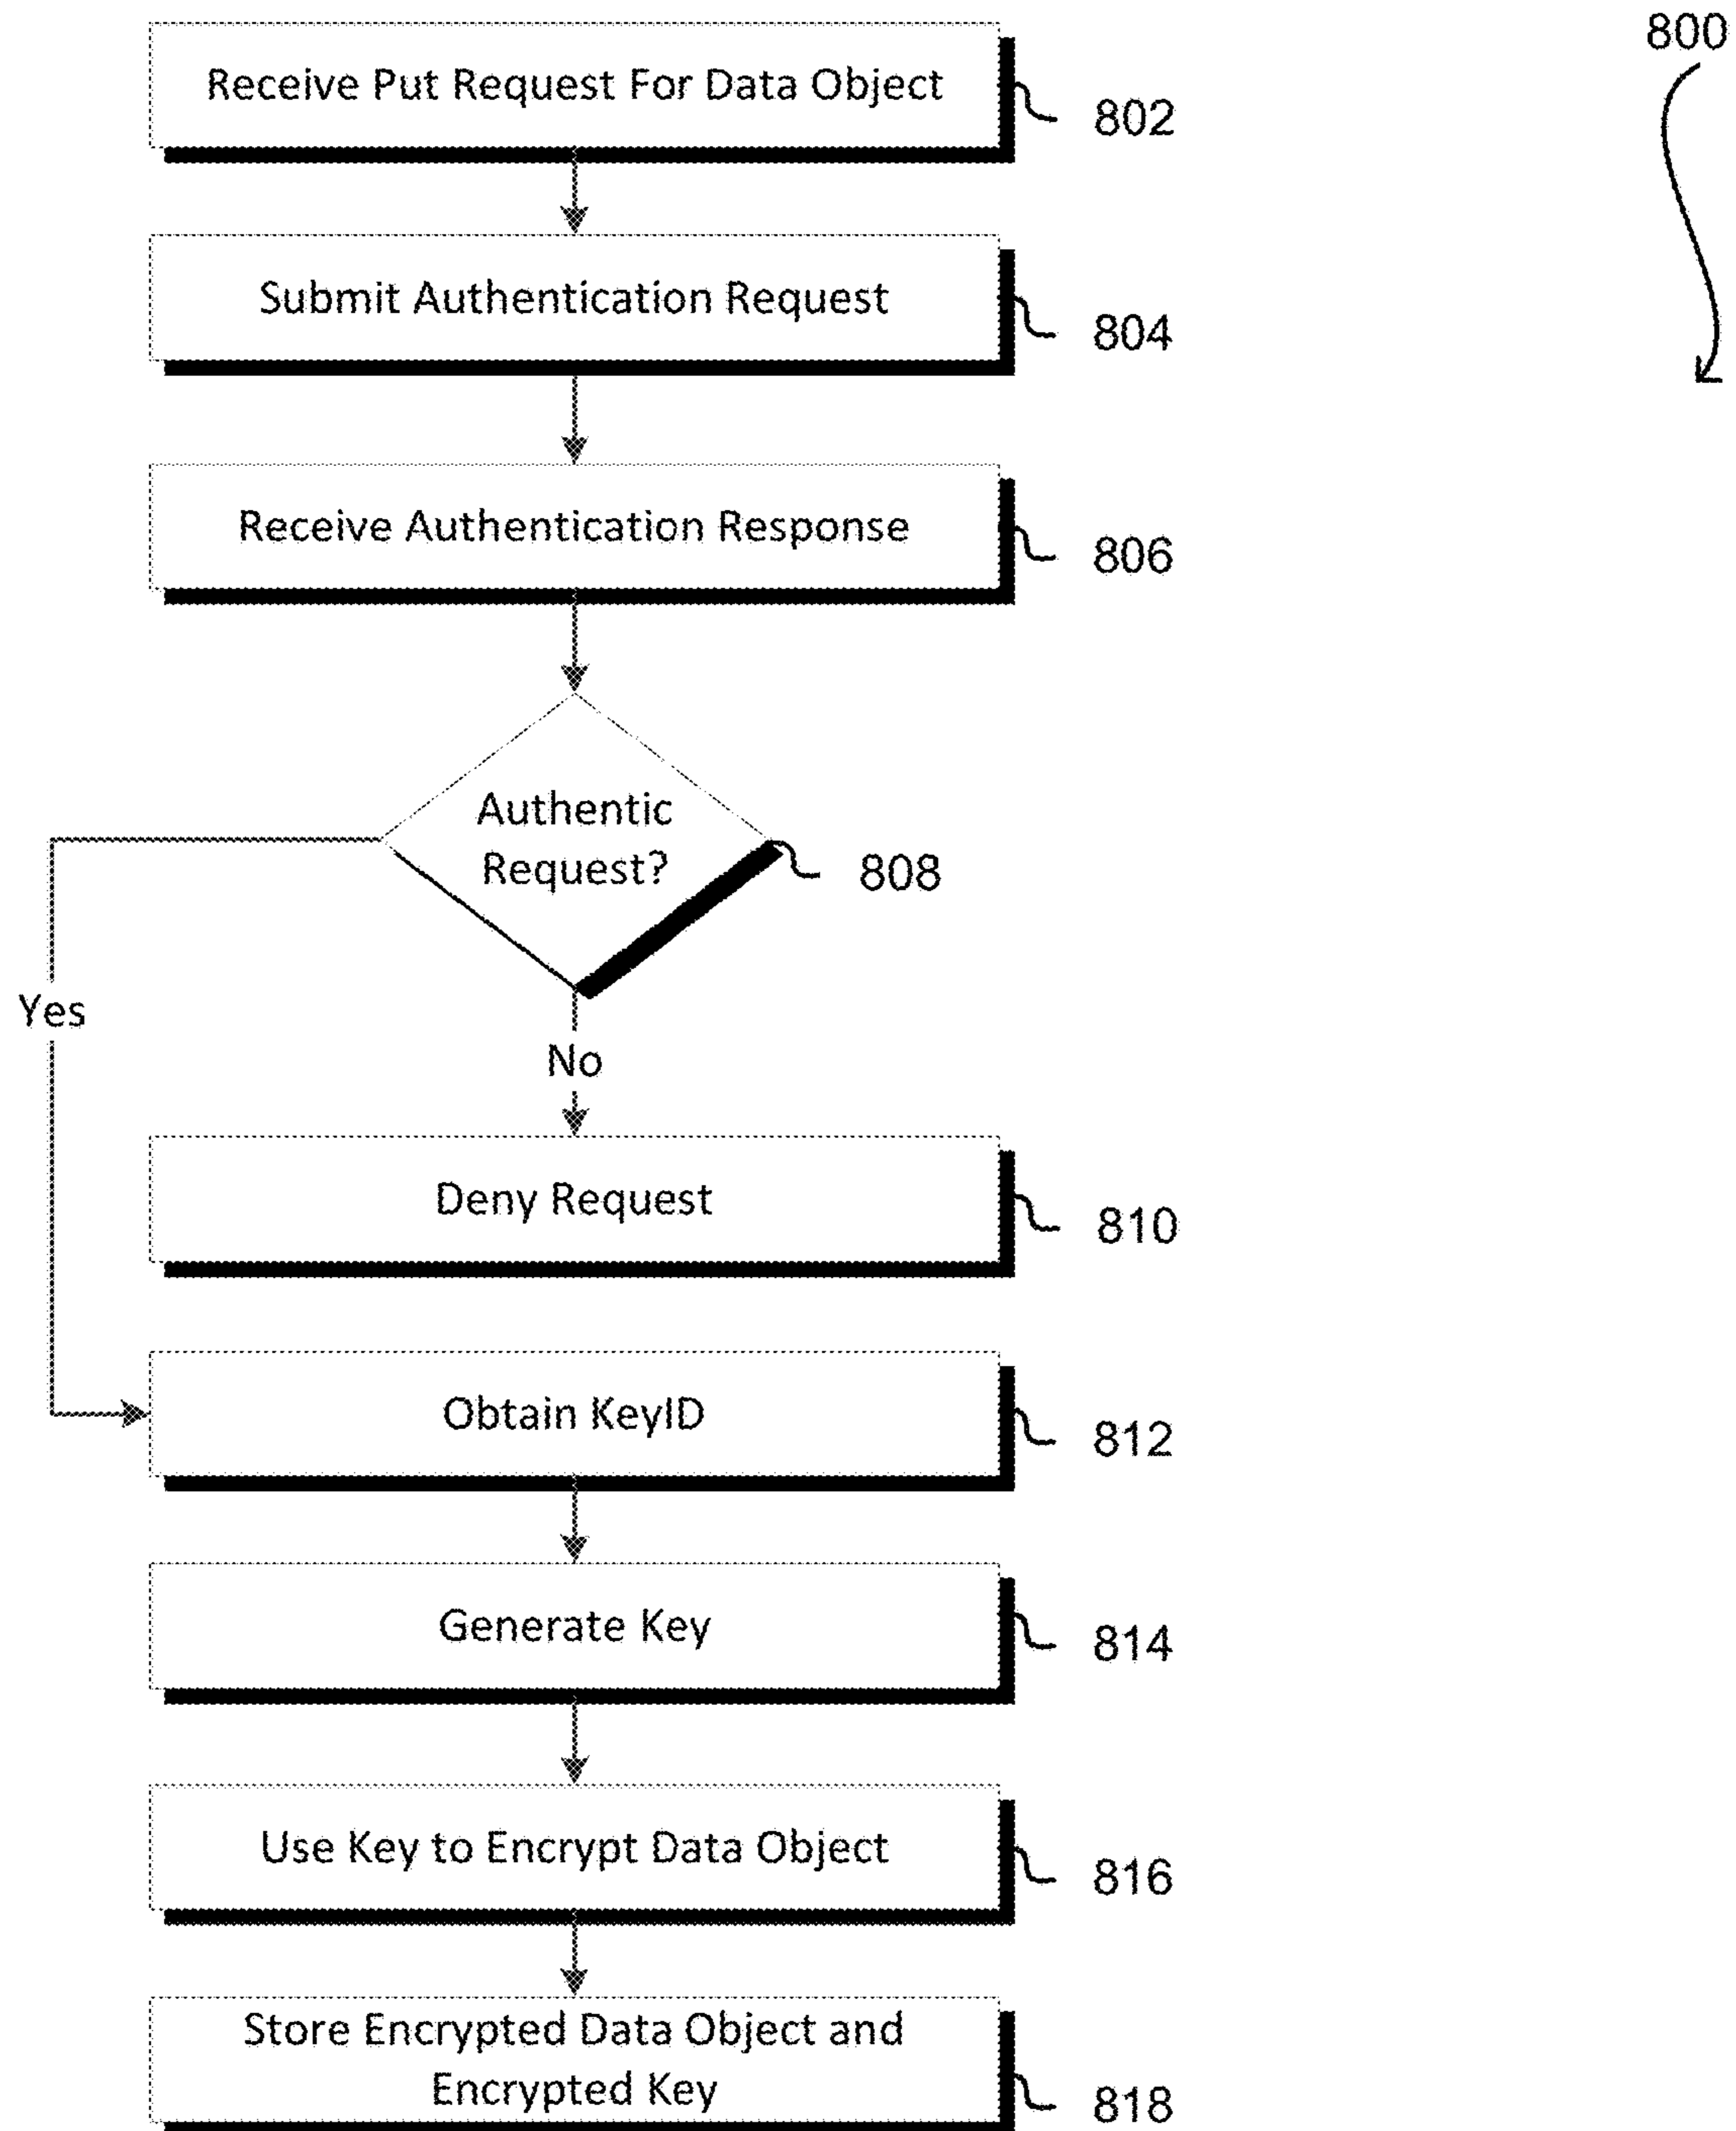 800
Receive Put Request For Data Object
802
Submit Authentication Request
804
Receive Authentication Response
806
Authentic
Request?
808
Yes
No
Deny Request
810
Obtain KeyID
812
Generate Key
814
Use Key to Encrypt Data Object
816
Store Encrypted Data Object and
Encrypted Key
818